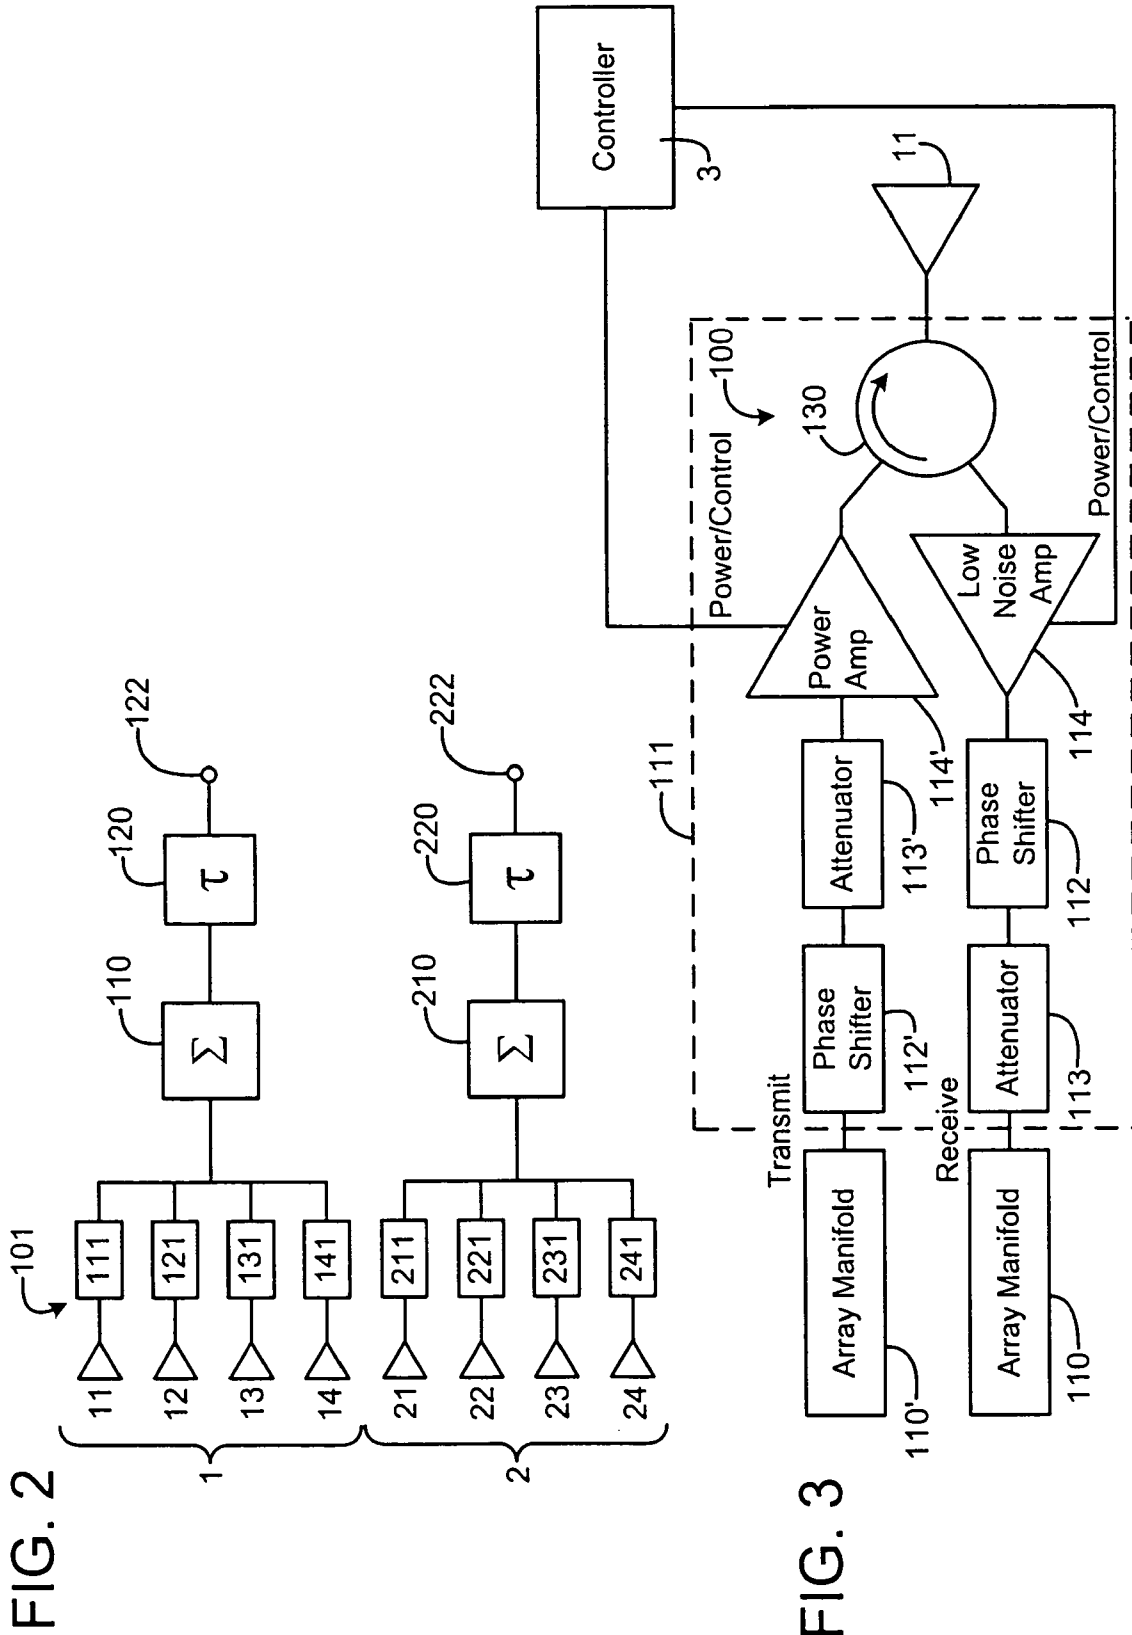 FIG. 2
101
11
111
12
121
13
131
14
141
1
110
Σ
120
τ
122
21
211
22
221
23
231
24
241
2
210
Σ
220
τ
222
FIG. 3
Controller
3
111
100
130
11
Power/Control
Power/Control
Transmit
Array Manifold
110'
Phase
Shifter
112'
Attenuator
113'
Power
Amp
114'
Receive
Array Manifold
110
Attenuator
113
Phase
Shifter
112
Low
Noise
Amp
114